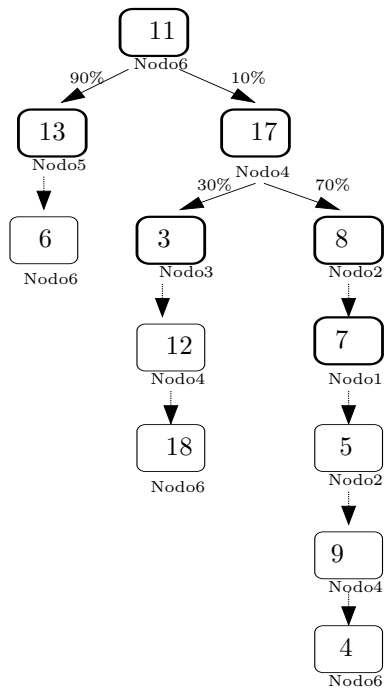 11
Nodo6
90% 10%
13 17
Nodo5 Nodo4
30% 70%
6 3 8
Nodo6 Nodo3 Nodo2
12 7
Nodo4 Nodo1
18 5
Nodo6 Nodo2
9
Nodo4
4
Nodo6